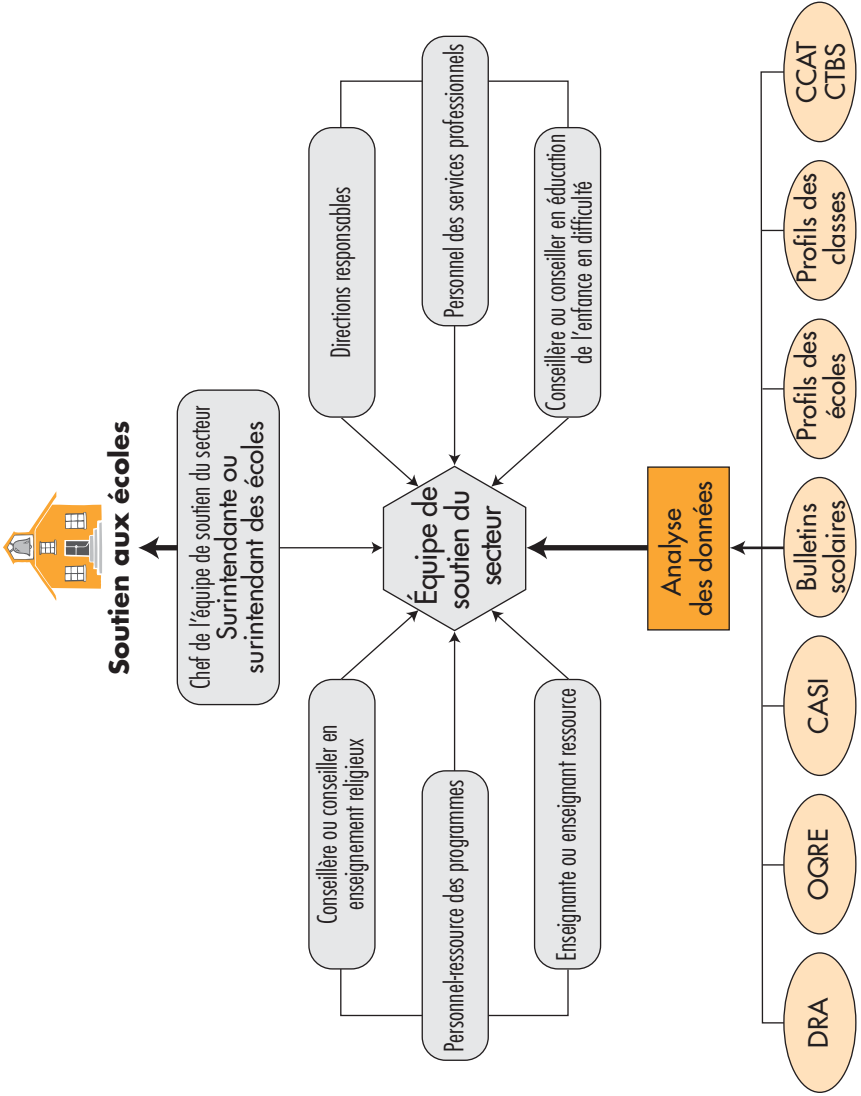 Soutien aux écoles
Chef de l'équipe de soutien du secteur
Surintendante ou
surintendant des écoles
Conseillère ou conseiller en
enseignement religieux
Directions responsables
Personnel-ressource des programmes
Équipe de
soutien du
secteur
Personnel des services professionnels
Enseignante ou enseignant ressource
Conseillère ou conseiller en éducation
de l'enfance en difficulté
Analyse
des données
DRA
OQRE
CASI
Bulletins
scolaires
Profils des
écoles
Profils des
classes
CCAT
CTBS